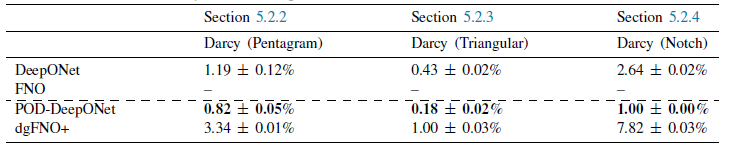 Section 5.2.2 Section 5.2.3 Section 5.2.4
Darcy (Pentagram) Darcy (Triangular) Darcy (Notch)
DeepONet 1.19 ± 0.12% 0.43 ± 0.02% 2.64 ± 0.02%
FNO – – –
POD-DeepONet 0.82 ± 0.05% 0.18 ± 0.02% 1.00 ± 0.00%
dgFNO+ 3.34 ± 0.01% 1.00 ± 0.03% 7.82 ± 0.03%